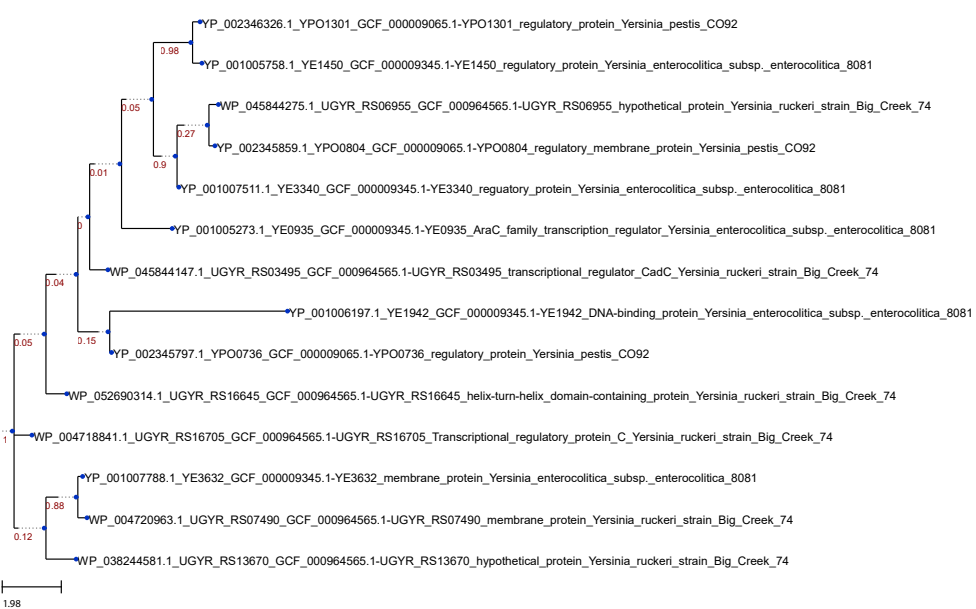 YP_002346326.1_YPO1301_GCF_000009065.1-YPO1301_regulatory_protein_Yersinia_pestis_CO92
0.98
YP_001005758.1_YE1450_GCF_000009345.1-YE1450_regulatory_protein_Yersinia_enterocolitica_subsp._enterocolitica_8081
0.05
WP_045844275.1_UGYR_RS06955_GCF_000964565.1-UGYR_RS06955_hypothetical_protein_Yersinia_ruckeri_strain_Big_Creek_74
0.27
YP_002345859.1_YPO0804_GCF_000009065.1-YPO0804_regulatory_membrane_protein_Yersinia_pestis_CO92
0.9
0.01
YP_001007511.1_YE3340_GCF_000009345.1-YE3340_reguatory_protein_Yersinia_enterocolitica_subsp._enterocolitica_8081
0
YP_001005273.1_YE0935_GCF_000009345.1-YE0935_AraC_family_transcription_regulator_Yersinia_enterocolitica_subsp._enterocolitica_8081
WP_045844147.1_UGYR_RS03495_GCF_000964565.1-UGYR_RS03495_transcriptional_regulator_CadC_Yersinia_ruckeri_strain_Big_Creek_74
0.04
YP_001006197.1_YE1942_GCF_000009345.1-YE1942_DNA-binding_protein_Yersinia_enterocolitica_subsp._enterocolitica_8081
0.15
0.05
YP_002345797.1_YPO0736_GCF_000009065.1-YPO0736_regulatory_protein_Yersinia_pestis_CO92
WP_052690314.1_UGYR_RS16645_GCF_000964565.1-UGYR_RS16645_helix-turn-helix_domain-containing_protein_Yersinia_ruckeri_strain_Big_Creek_74
1
WP_004718841.1_UGYR_RS16705_GCF_000964565.1-UGYR_RS16705_Transcriptional_regulatory_protein_C_Yersinia_ruckeri_strain_Big_Creek_74
YP_001007788.1_YE3632_GCF_000009345.1-YE3632_membrane_protein_Yersinia_enterocolitica_subsp._enterocolitica_8081
0.88
WP_004720963.1_UGYR_RS07490_GCF_000964565.1-UGYR_RS07490_membrane_protein_Yersinia_ruckeri_strain_Big_Creek_74
0.12
WP_038244581.1_UGYR_RS13670_GCF_000964565.1-UGYR_RS13670_hypothetical_protein_Yersinia_ruckeri_strain_Big_Creek_74
1.98